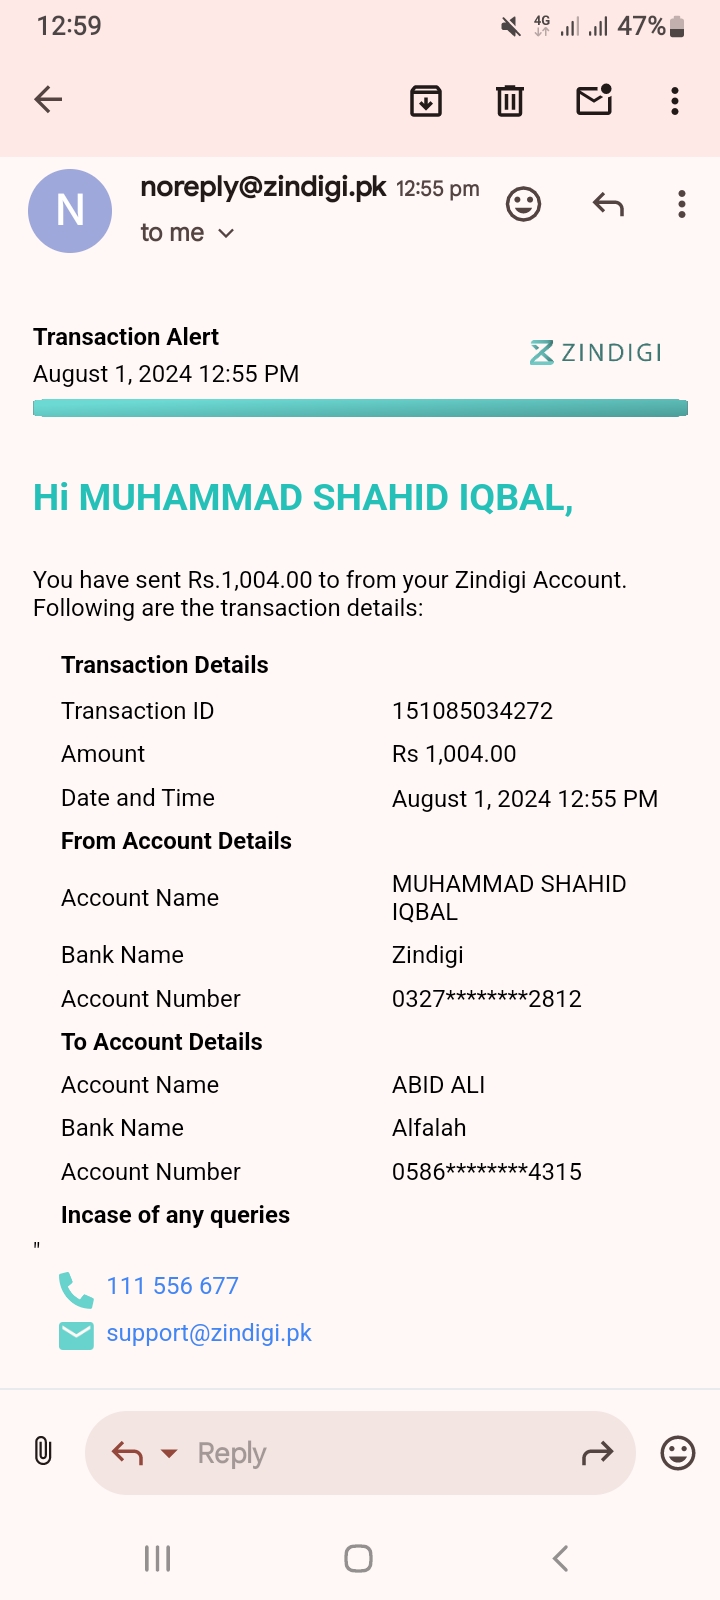 12:59
4G
47%
N
noreply@zindigi.pk 12:55 pm
to me
Transaction Alert
ZINDIGI
August 1, 2024 12:55 PM
Hi MUHAMMAD SHAHID IQBAL,
You have sent Rs.1,004.00 to from your Zindigi Account.
Following are the transaction details:
Transaction Details
Transaction ID 151085034272
Amount Rs 1,004.00
Date and Time August 1, 2024 12:55 PM
From Account Details
Account Name MUHAMMAD SHAHID
IQBAL
Bank Name Zindigi
Account Number 0327********2812
To Account Details
Account Name ABID ALI
Bank Name Alfalah
Account Number 0586********4315
Incase of any queries
"
111 556 677
support@zindigi.pk
Reply